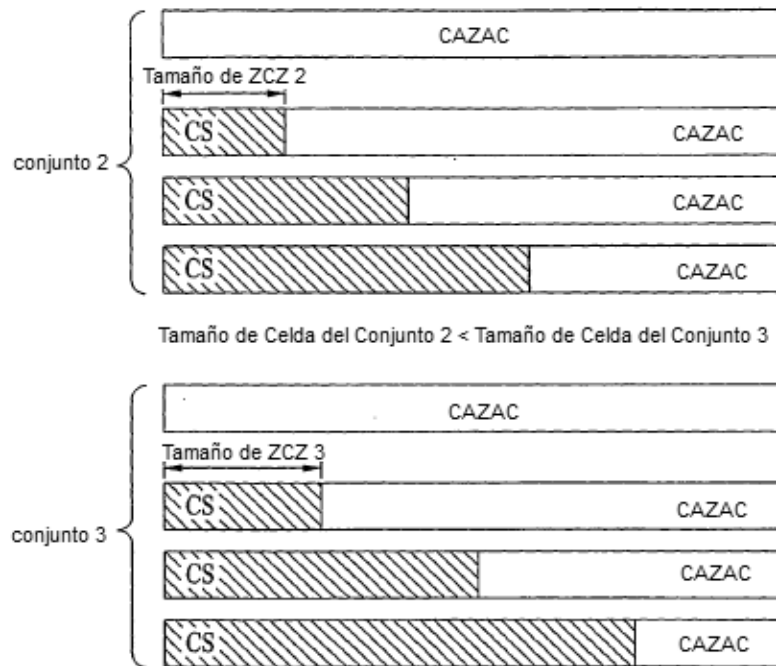 CAZAC
Tamaño de ZCZ 2
CS CAZAC
conjunto 2
CS CAZAC
CS CAZAC
Tamaño de Celda del Conjunto 2 < Tamaño de Celda del Conjunto 3
CAZAC
Tamaño de ZCZ 3
CS CAZAC
conjunto 3
CS CAZAC
CS CAZAC